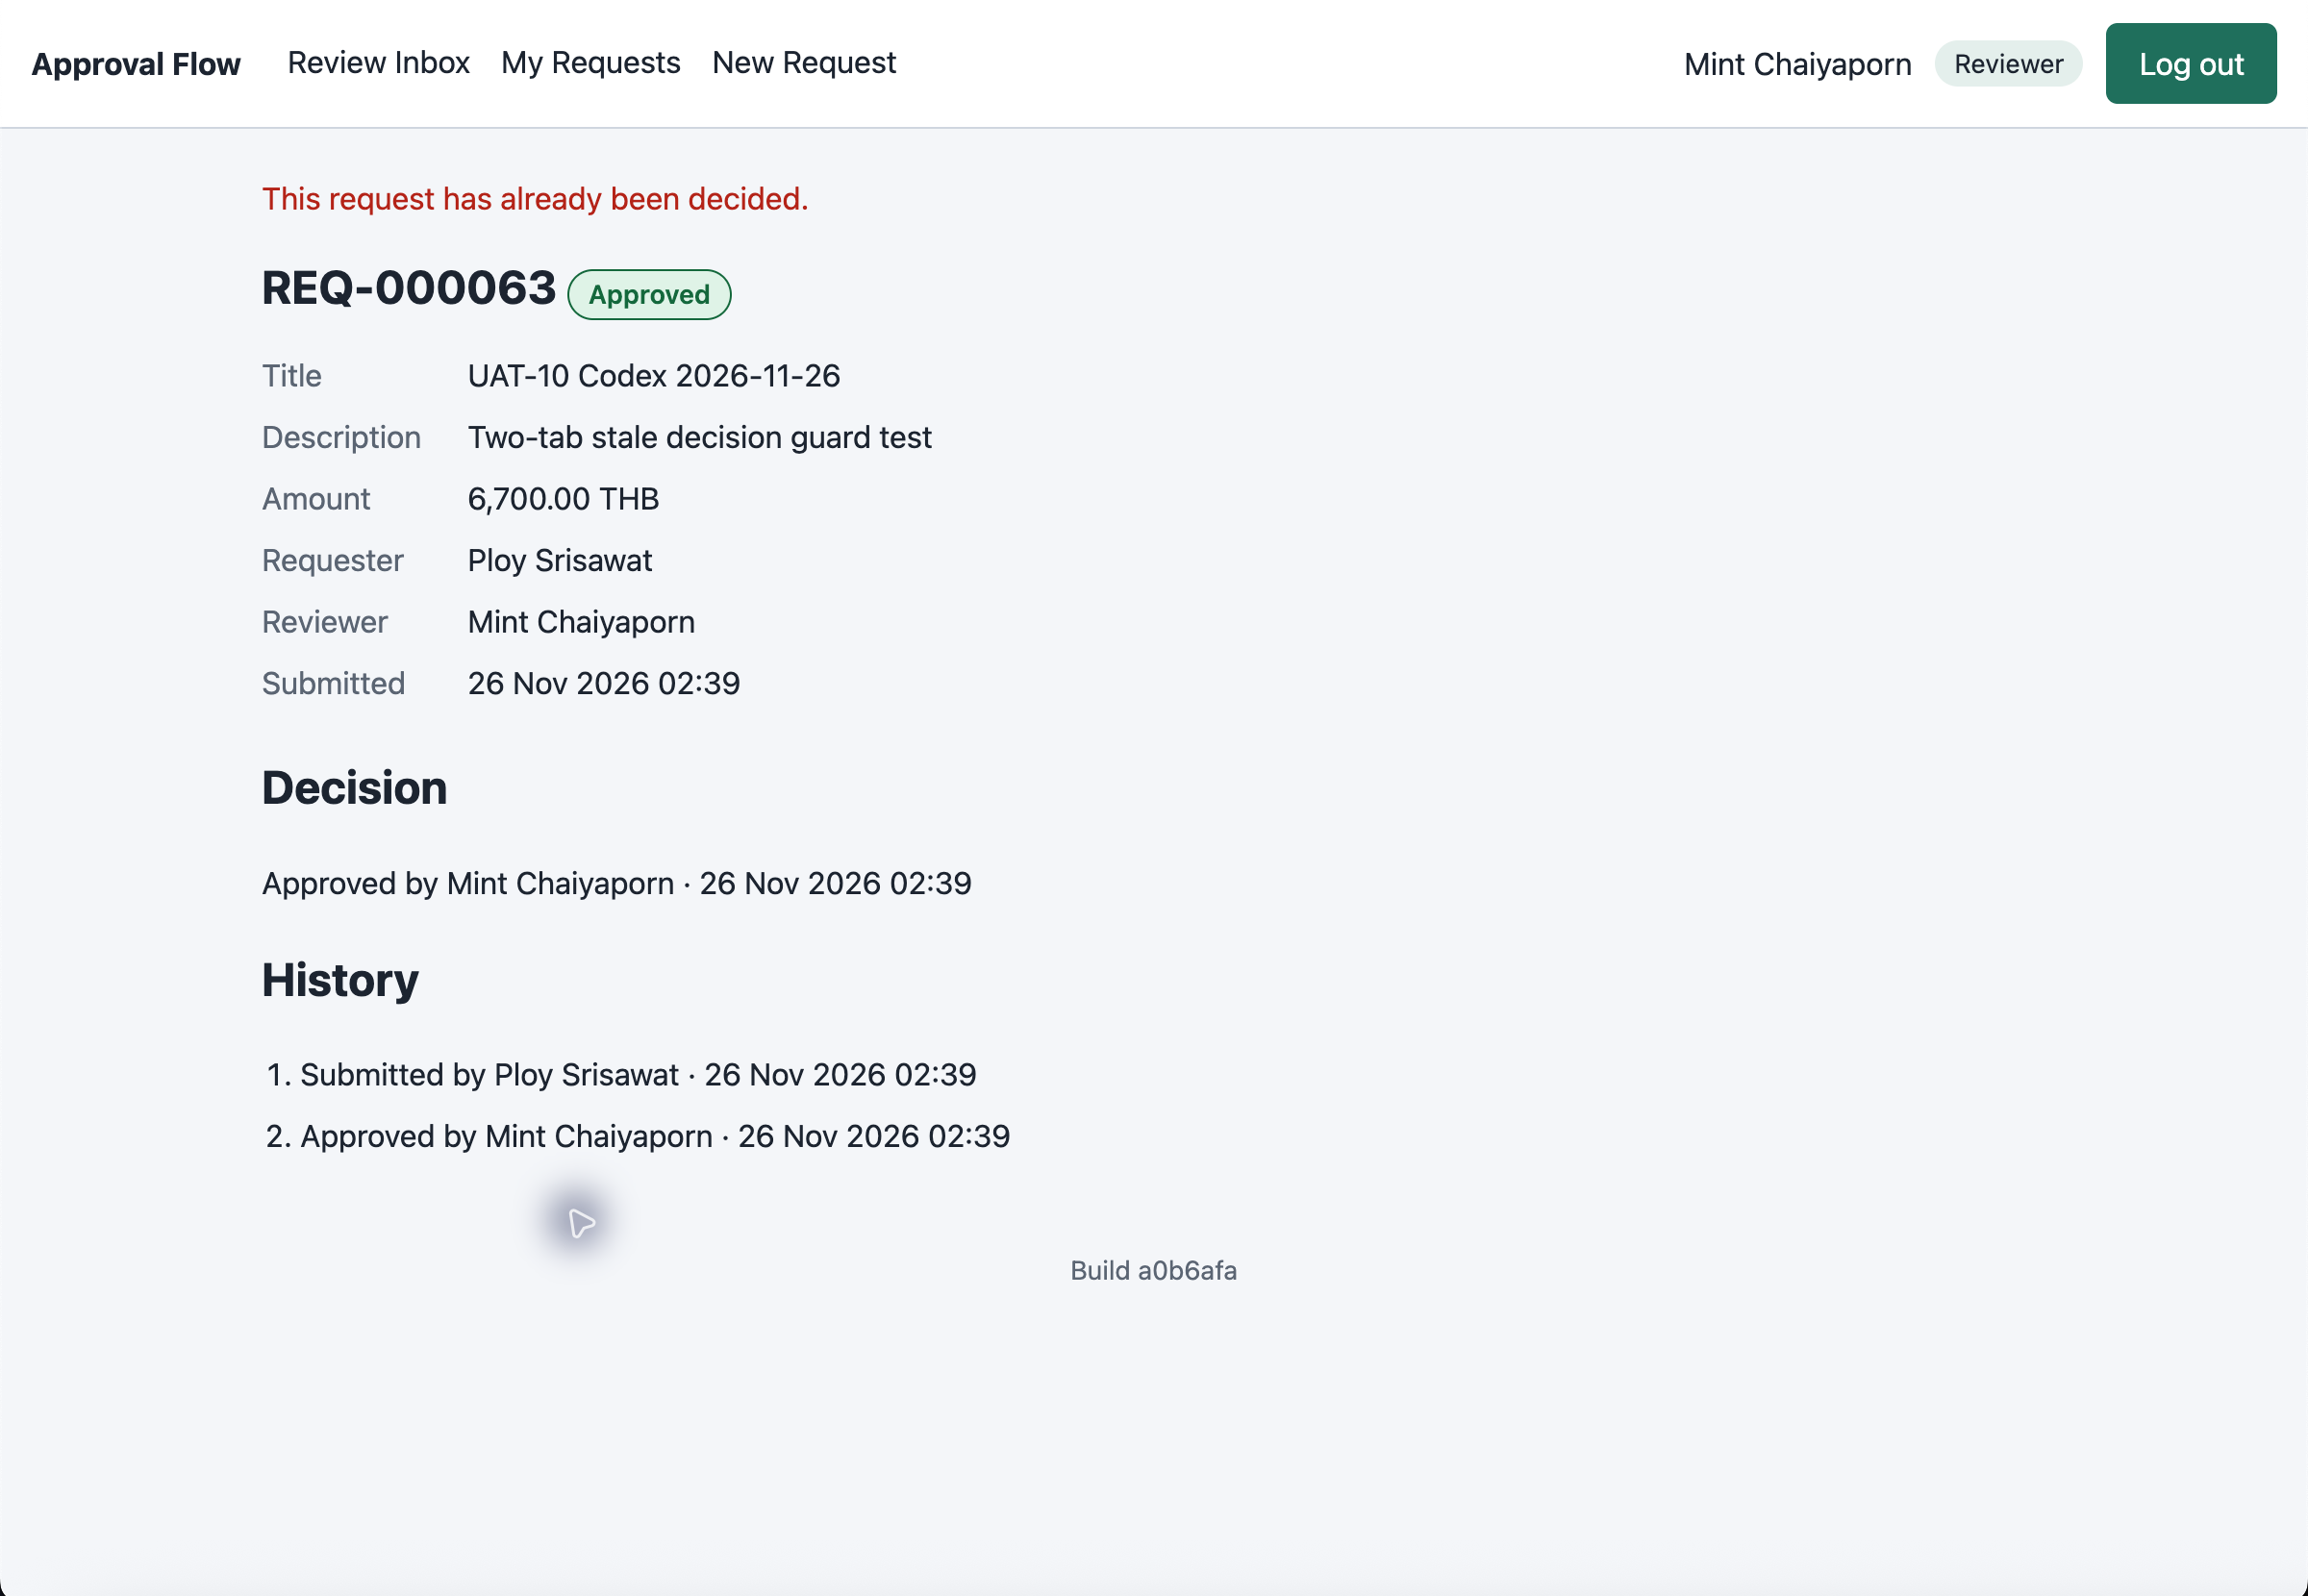 Approval Flow Review Inbox My Requests New Request Mint Chaiyaporn Reviewer Log out
This request has already been decided.
REQ-000063 Approved
Title UAT-10 Codex 2026-11-26
Description Two-tab stale decision guard test
Amount 6,700.00 THB
Requester Ploy Srisawat
Reviewer Mint Chaiyaporn
Submitted 26 Nov 2026 02:39
Decision
Approved by Mint Chaiyaporn · 26 Nov 2026 02:39
History
1. Submitted by Ploy Srisawat · 26 Nov 2026 02:39
2. Approved by Mint Chaiyaporn · 26 Nov 2026 02:39
Build a0b6afa